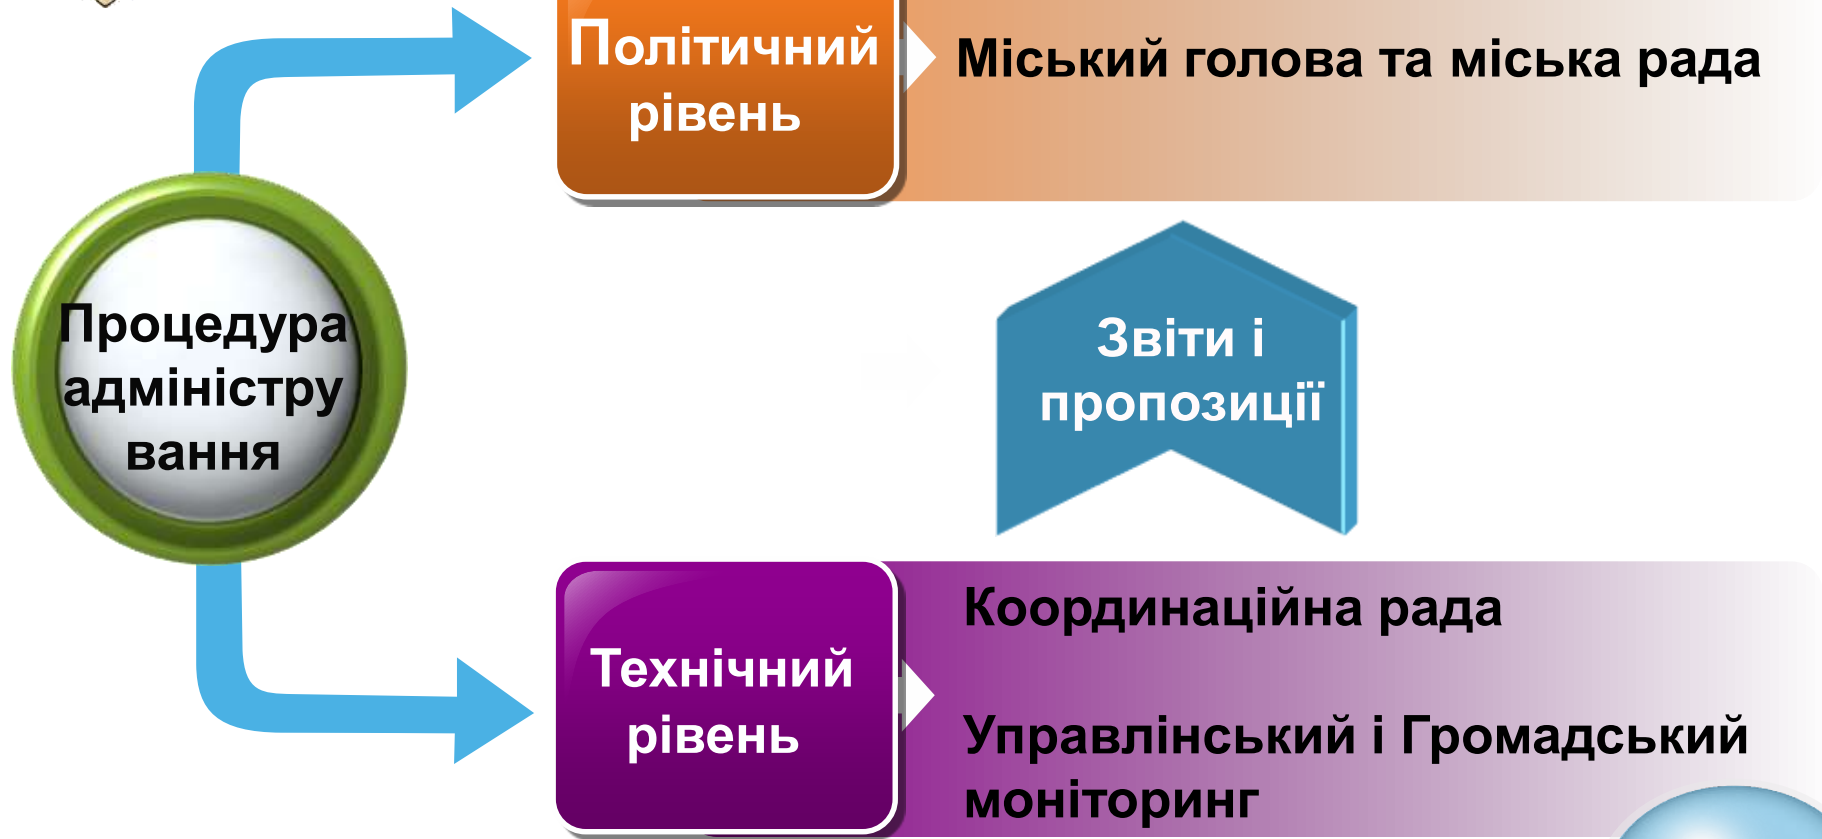 Політичний
рівень
Міський голова та міська рада
Процедура
адміністру
вання
Звіти і
пропозиції
Технічний
рівень
Координаційна рада
Управлінський і Громадський
моніторинг